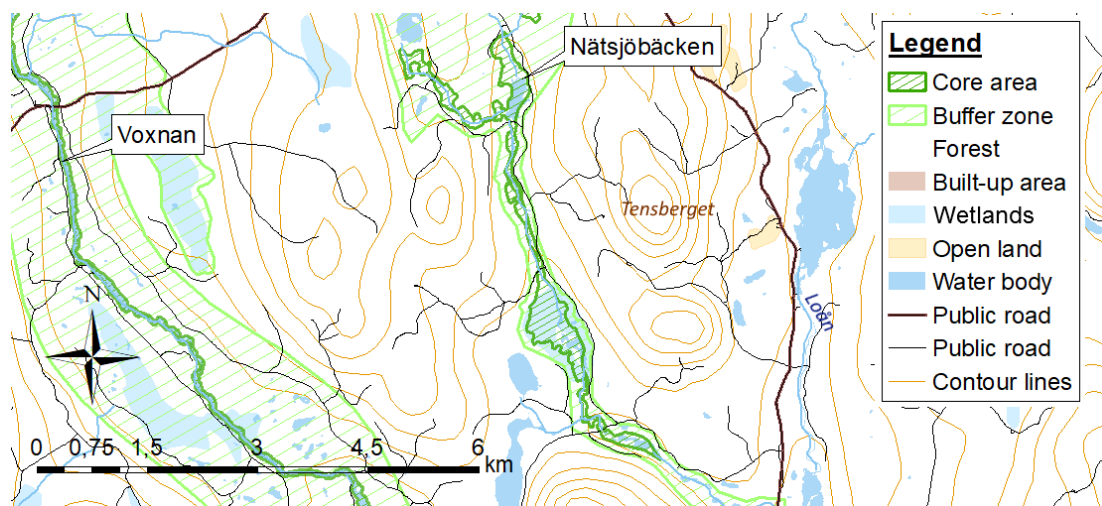 Nätsjöbäcken
Voxnan
Tensberget
Loån
N
0 0,75 1,5 3 4,5 6
km
Legend
Core area
Buffer zone
Forest
Built-up area
Wetlands
Open land
Water body
Public road
Public road
Contour lines